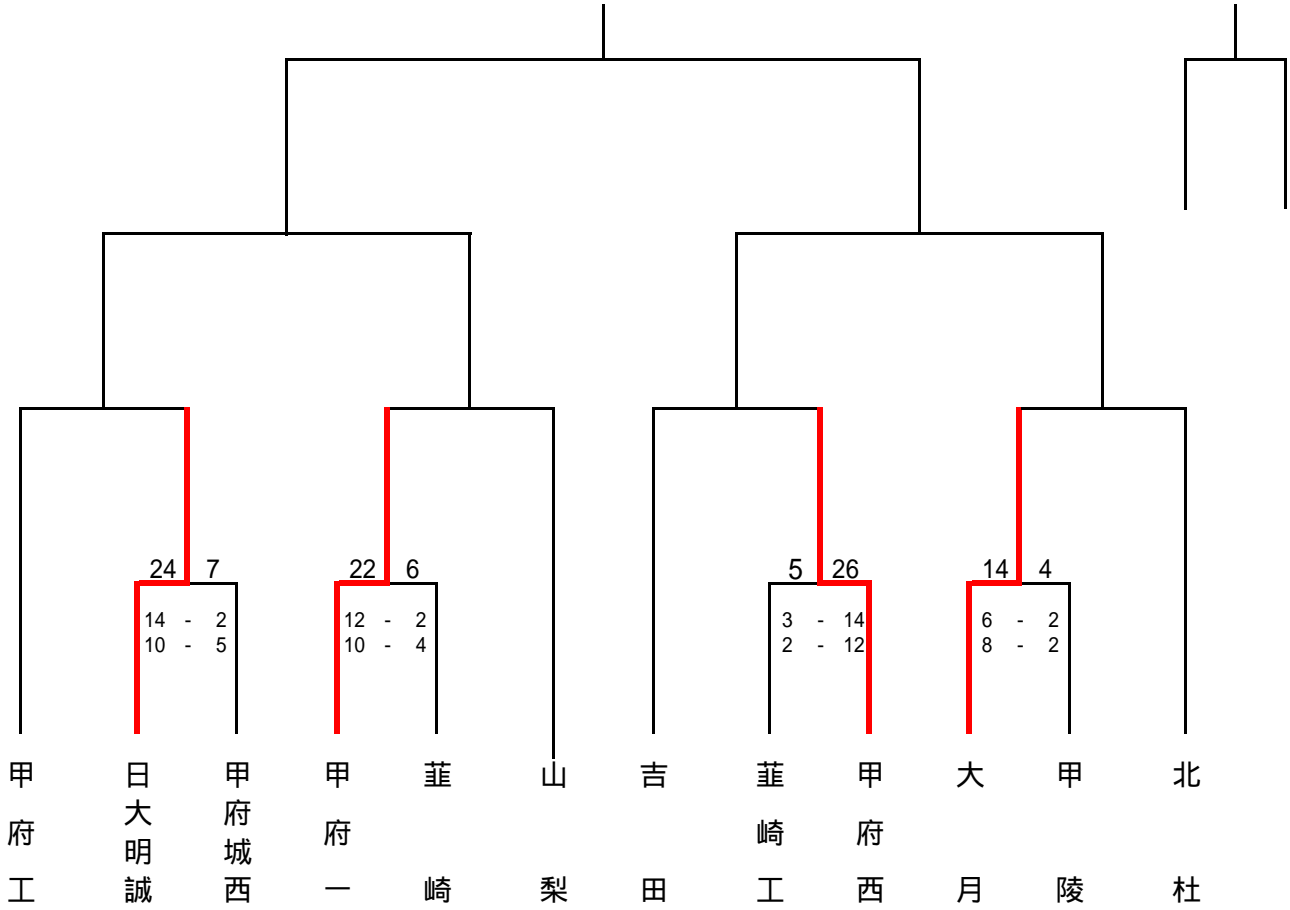 24 7
22 6
5 26
14 4
14 - 2
10 - 5
12 - 2
10 - 4
3 - 14
2 - 12
6 - 2
8 - 2
甲府工
日大明誠
甲府城西
甲府一
韮崎
山梨
吉田
韮崎工
甲府西
大月
甲陵
北杜